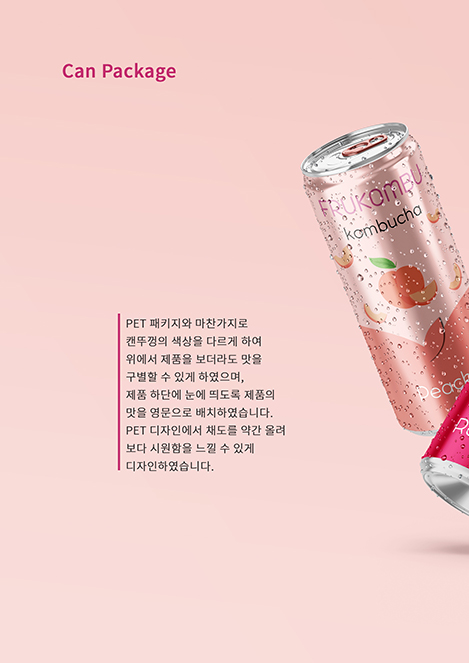 Can Package
FRUKOMBU
kombucha
Peach
PET 패키지와 마찬가지로
캔뚜껑의 색상을 다르게 하여
위에서 제품을 보더라도 맛을
구별할 수 있게 하였으며,
제품 하단에 눈에 띄도록 제품의
맛을 영문으로 배치하였습니다.
PET 디자인에서 채도를 약간 올려
보다 시원함을 느낄 수 있게
디자인하였습니다.